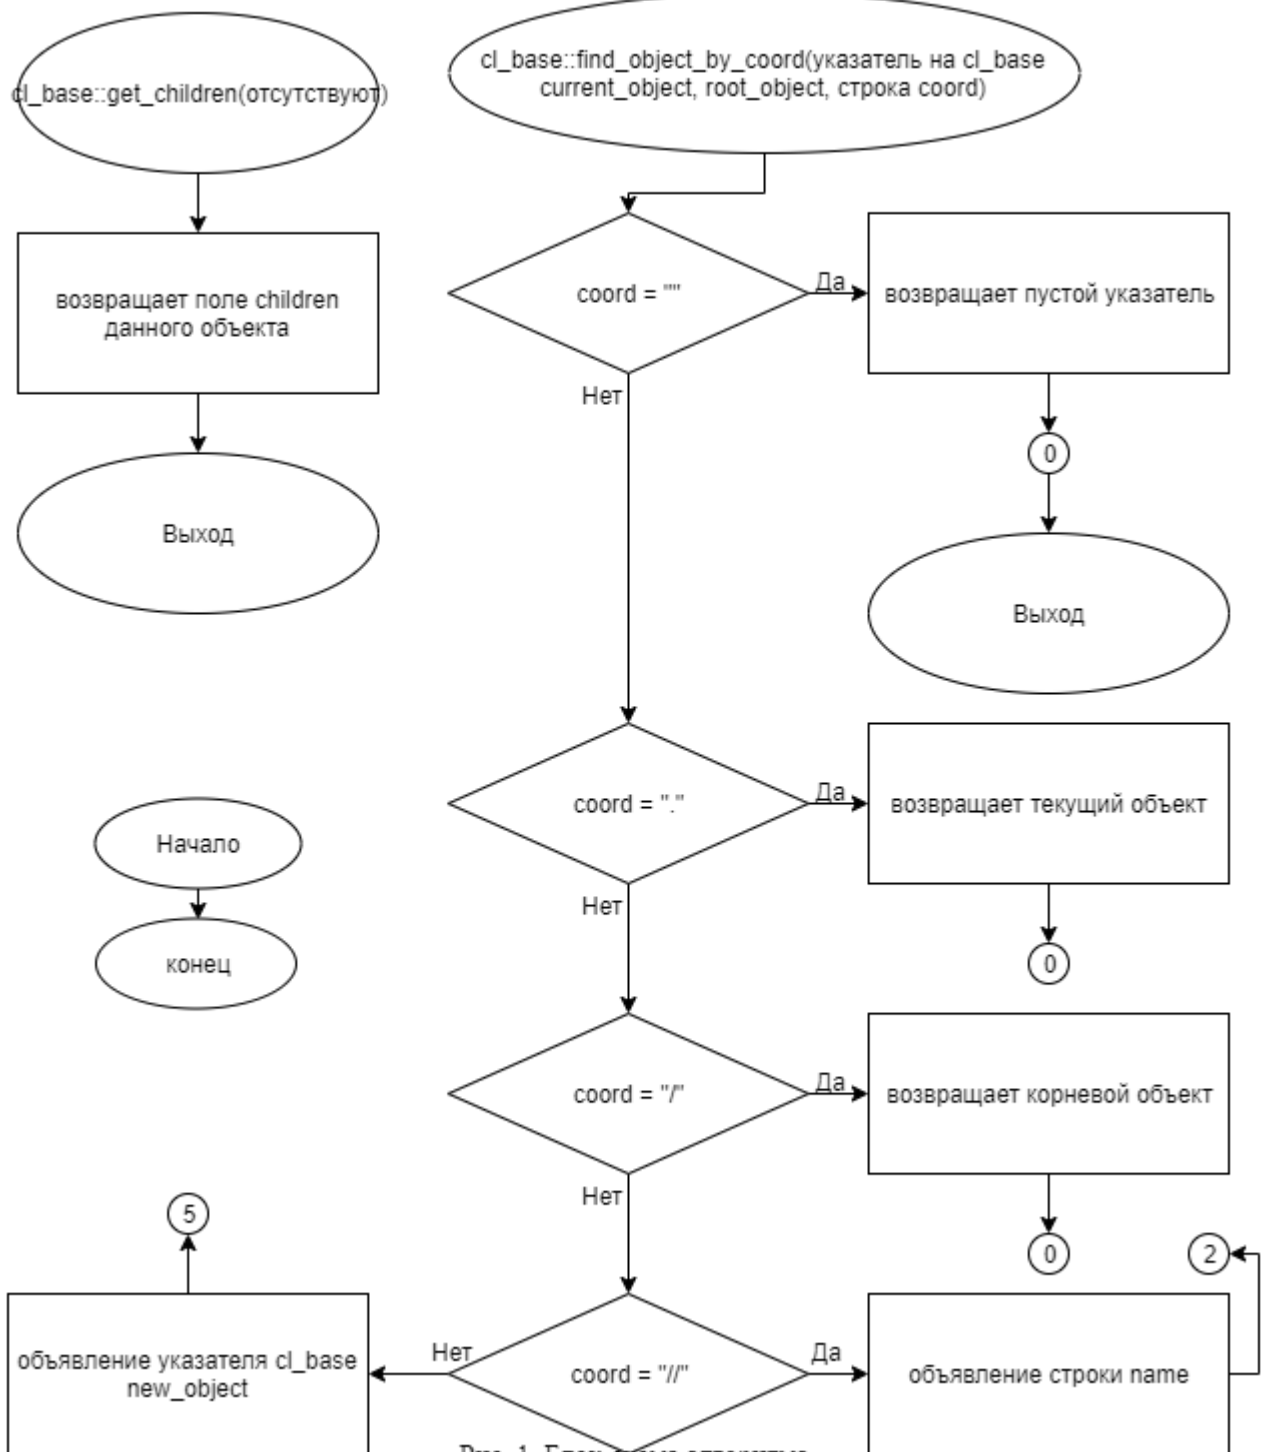 cl_base::get_children(отсутствуют)
возвращает поле children
данного объекта
Выход
Начало
конец
cl_base::find_object_by_coord(указатель на cl_base
current_object, root_object, строка coord)
coord = ""
Да
возвращает пустой указатель
0
Выход
Нет
coord = "."
Да
возвращает текущий объект
0
Нет
coord = "/"
Да
возвращает корневой объект
0
Нет
coord = "//"
Да
объявление строки name
2
Нет
объявление указателя cl_base
new_object
5